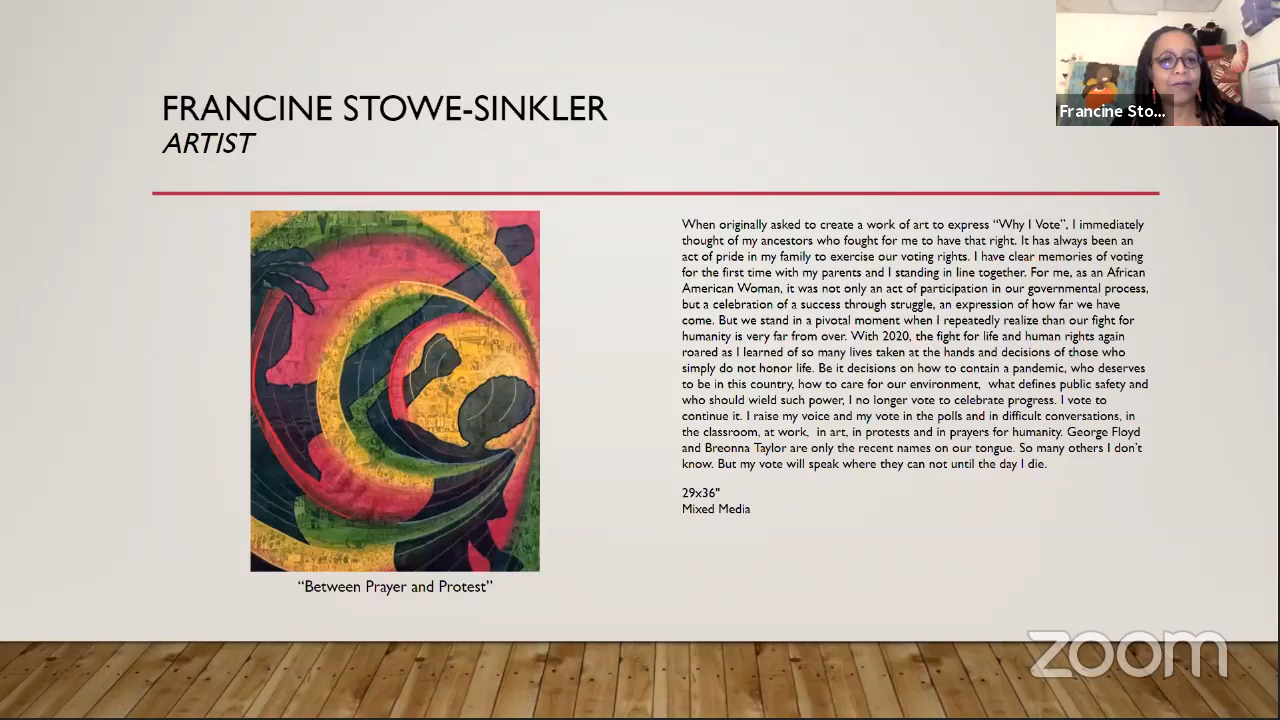 Francine Sto...
FRANCINE STOWE-SINKLER
ARTIST
When originally asked to create a work of art to express “Why I Vote”, I immediately
thought of my ancestors who fought for me to have that right. It has always been an
act of pride in my family to exercise our voting rights. I have clear memories of voting
for the first time with my parents and I standing in line together. For me, as an African
American Woman, it was not only an act of participation in our governmental process,
but a celebration of a success through struggle, an expression of how far we have
come. But we stand in a pivotal moment when I repeatedly realize than our fight for
humanity is very far from over. With 2020, the fight for life and human rights again
roared as I learned of so many lives taken at the hands and decisions of those who
simply do not honor life. Be it decisions on how to contain a pandemic, who deserves
to be in this country, how to care for our environment, what defines public safety and
who should wield such power, I no longer vote to celebrate progress. I vote to
continue it. I raise my voice and my vote in the polls and in difficult conversations, in
the classroom, at work, in art, in protests and in prayers for humanity. George Floyd
and Breonna Taylor are only the recent names on our tongue. So many others I don’t
know. But my vote will speak where they can not until the day I die.
29x36"
Mixed Media
“Between Prayer and Protest”
zoom